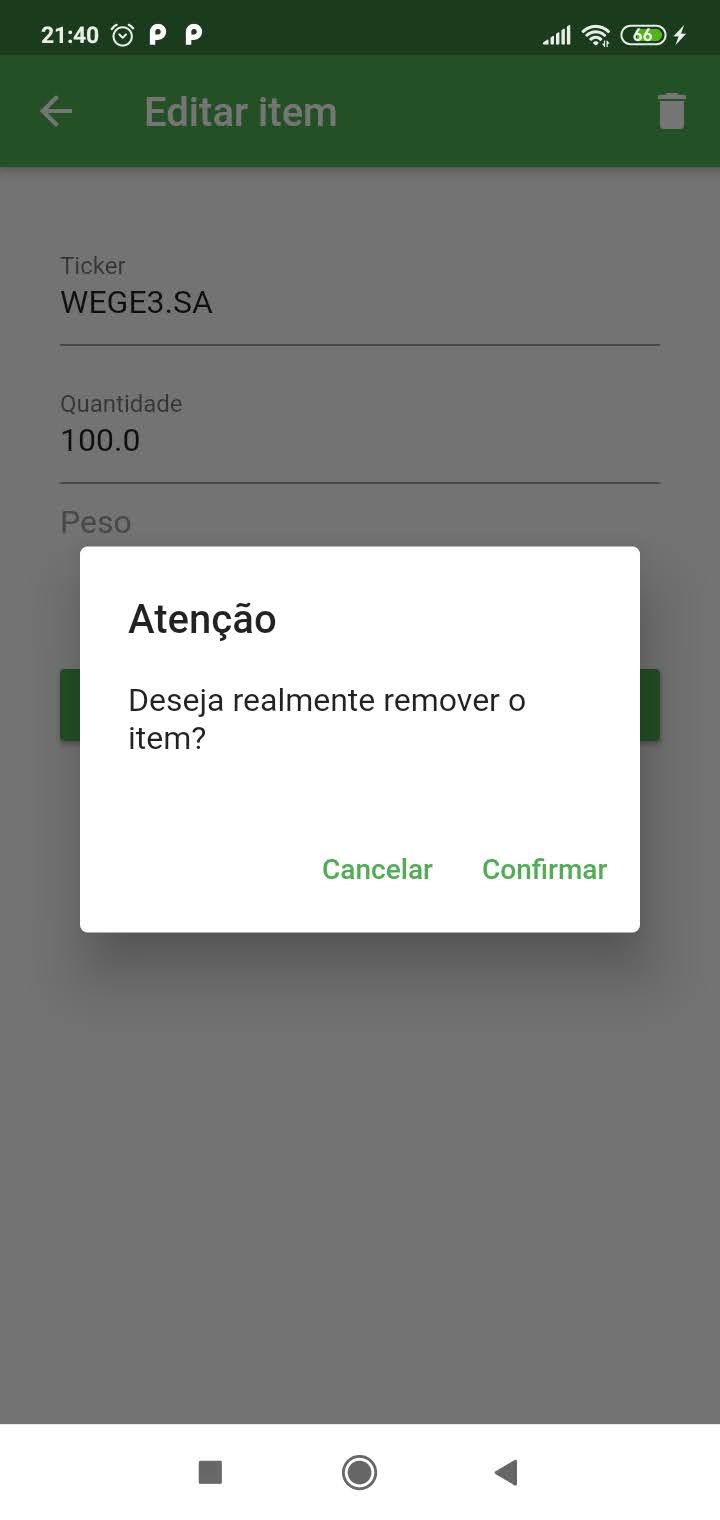 21:40
66
Editar item
Ticker
WEGE3.SA
Quantidade
100.0
Peso
Atenção
Deseja realmente remover o
item?
Cancelar Confirmar